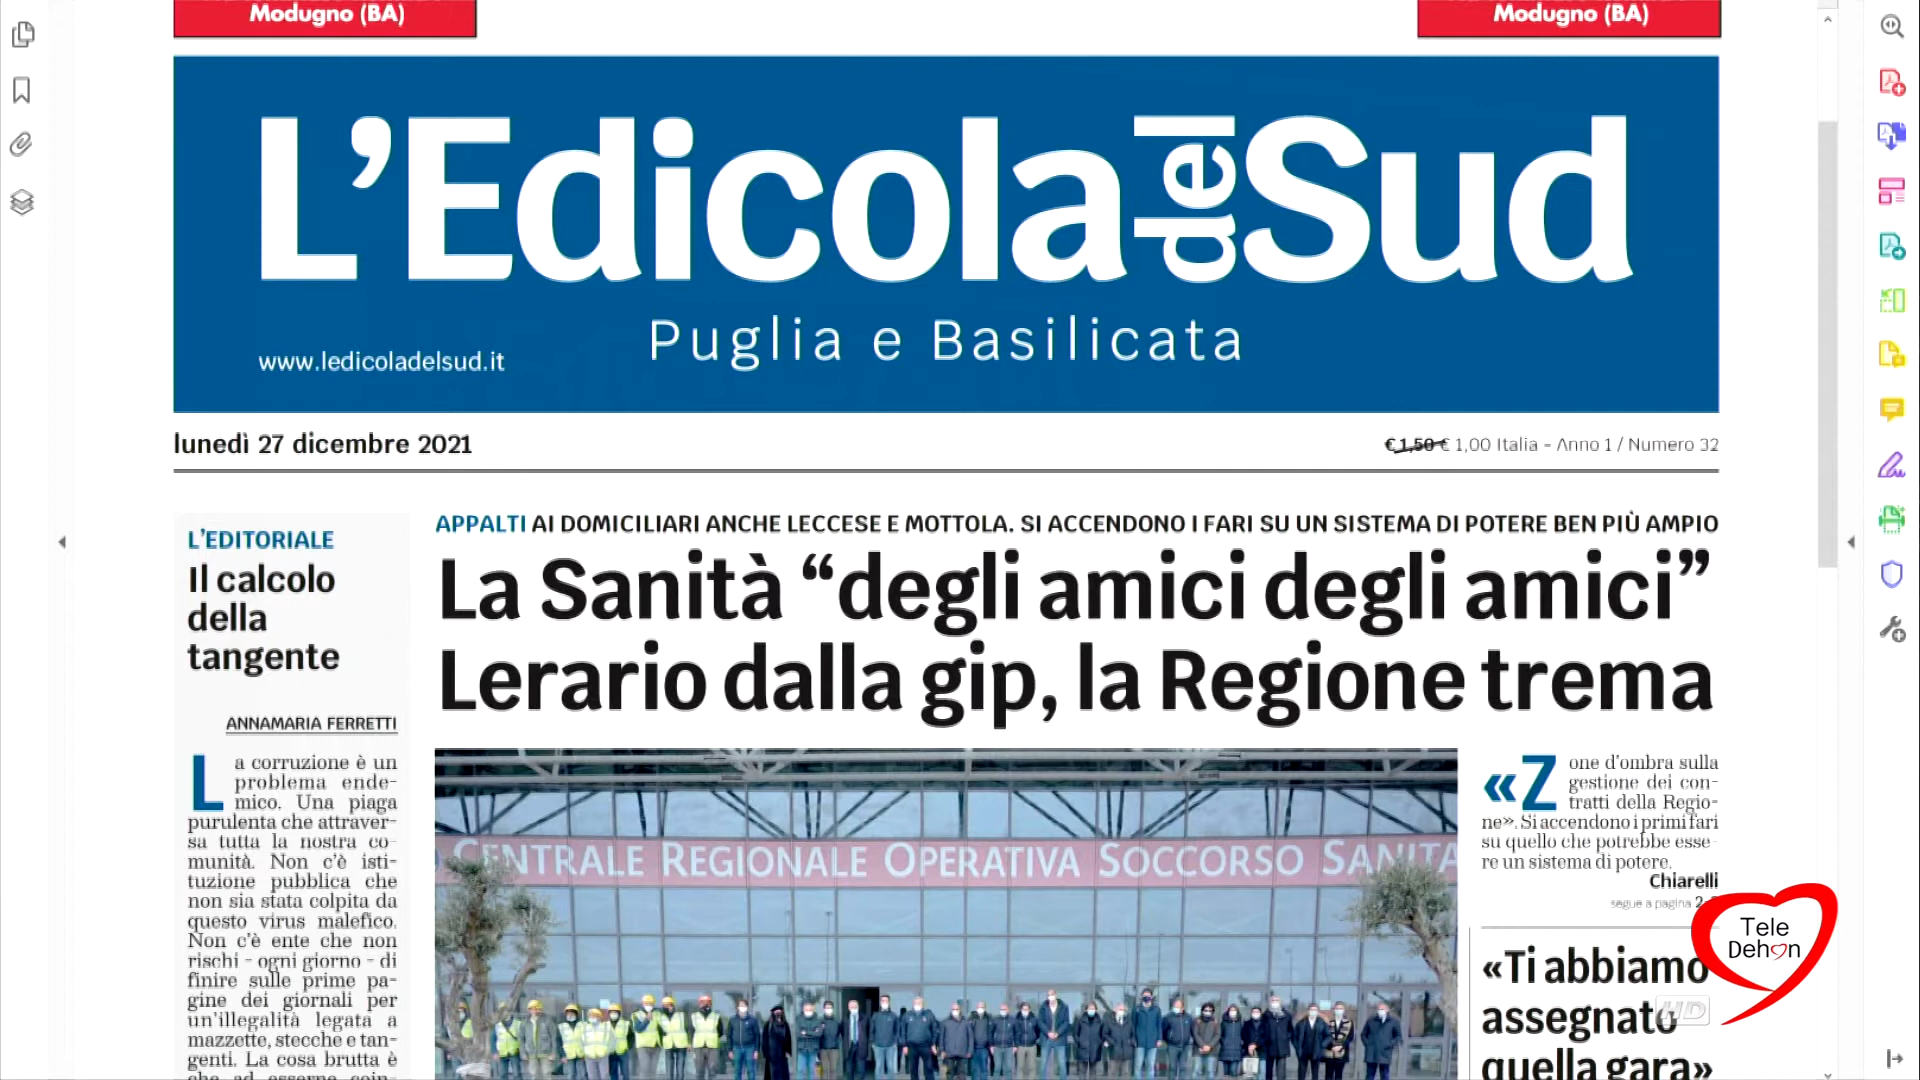 Modugno (BA)
Modugno (BA)
L'Edicola del Sud
Puglia e Basilicata
www.ledicoladelsud.it
lunedì 27 dicembre 2021
€ 1,50 € 1,00 Italia - Anno 1 / Numero 32
L'EDITORIALE
Il calcolo
della
tangente
ANNAMARIA FERRETTI
La corruzione è un
problema ende-
mico. Una piaga
purulenta che attraver-
sa tutta la nostra co-
munità. Non c'è isti-
tuzione pubblica che
non sia stata colpita da
questo virus malefico.
Non c'è ente che non
rischi - ogni giorno - di
finire sulle prime pa-
gine dei giornali per
un'illegalità legata a
mazzette, stecche e tan-
genti. La cosa brutta è
APPALTI AI DOMICILIARI ANCHE LECCESE E MOTTOLA. SI ACCENDONO I FARI SU UN SISTEMA DI POTERE BEN PIÙ AMPIO
La Sanità “degli amici degli amici”
Lerario dalla gip, la Regione trema
CENTRALE REGIONALE OPERATIVA SOCCORSO SANITA
«Zone d'ombra sulla
gestione dei con-
tratti della Regio-
ne». Si accendono i primi fari
su quello che potrebbe esse-
re un sistema di potere.
Chiarelli
segue a pagina 2-
«Ti abbiamo
assegnato
quella gara»
Tele
Dehon
HD